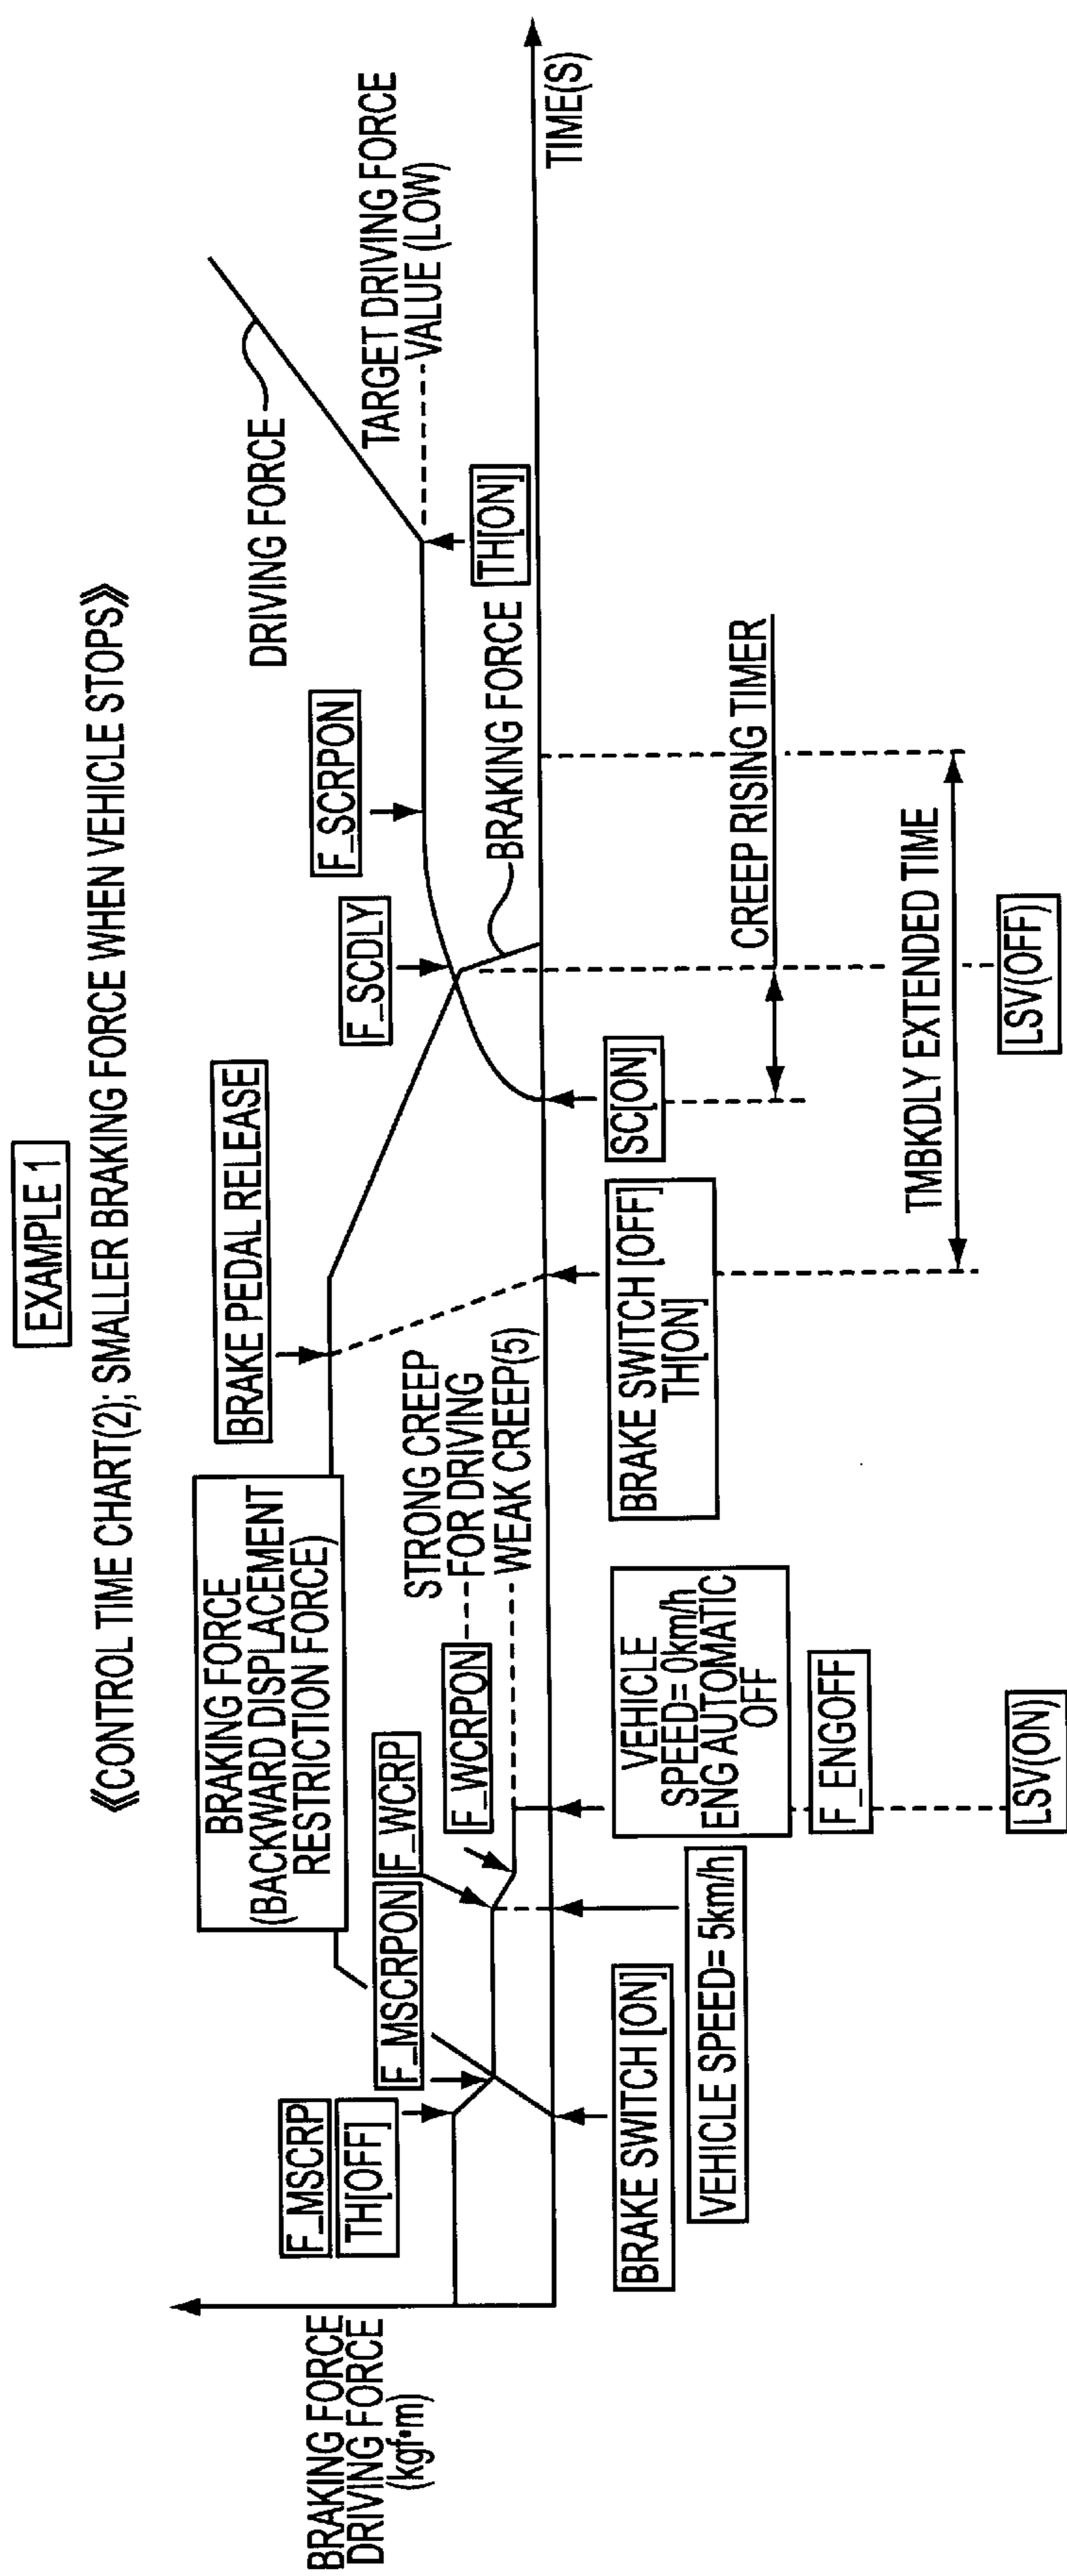 EXAMPLE 1
《CONTROL TIME CHART(2); SMALLER BRAKING FORCE WHEN VEHICLE STOPS》
BRAKING FORCE
DRIVING FORCE
(kgf•m)
F_MSCRP
TH[OFF]
F_MSCRPON
F_WCRP
F_WCRPON
BRAKING FORCE
(BACKWARD DISPLACEMENT
RESTRICTION FORCE)
STRONG CREEP
FOR DRIVING
WEAK CREEP(5)
BRAKE PEDAL RELEASE
F_SCDLY
F_SCRPON
BRAKING FORCE
DRIVING FORCE
TARGET DRIVING FORCE
VALUE (LOW)
TH[ON]
TIME(S)
BRAKE SWITCH [ON]
VEHICLE SPEED= 5km/h
VEHICLE
SPEED= 0km/h
ENG AUTOMATIC
OFF
F_ENGOFF
LSV(ON)
BRAKE SWITCH [OFF]
TH[ON]
SC[ON]
CREEP RISING TIMER
TMBKDLY EXTENDED TIME
LSV(OFF)